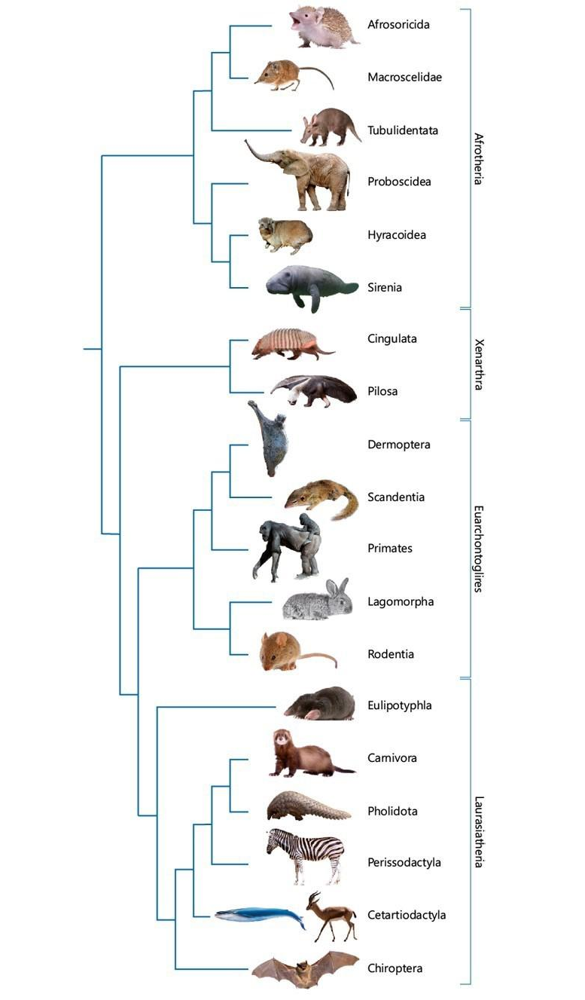 Afrosoricida
Macroscelidae
Tubulidentata
Proboscidea
Hyracoidea
Sirenia
Afrotheria
Cingulata
Pilosa
Xenarthra
Dermoptera
Scandentia
Primates
Lagomorpha
Rodentia
Euarchontoglires
Eulipotyphla
Carnivora
Pholidota
Perissodactyla
Cetartiodactyla
Chiroptera
Laurasiatheria